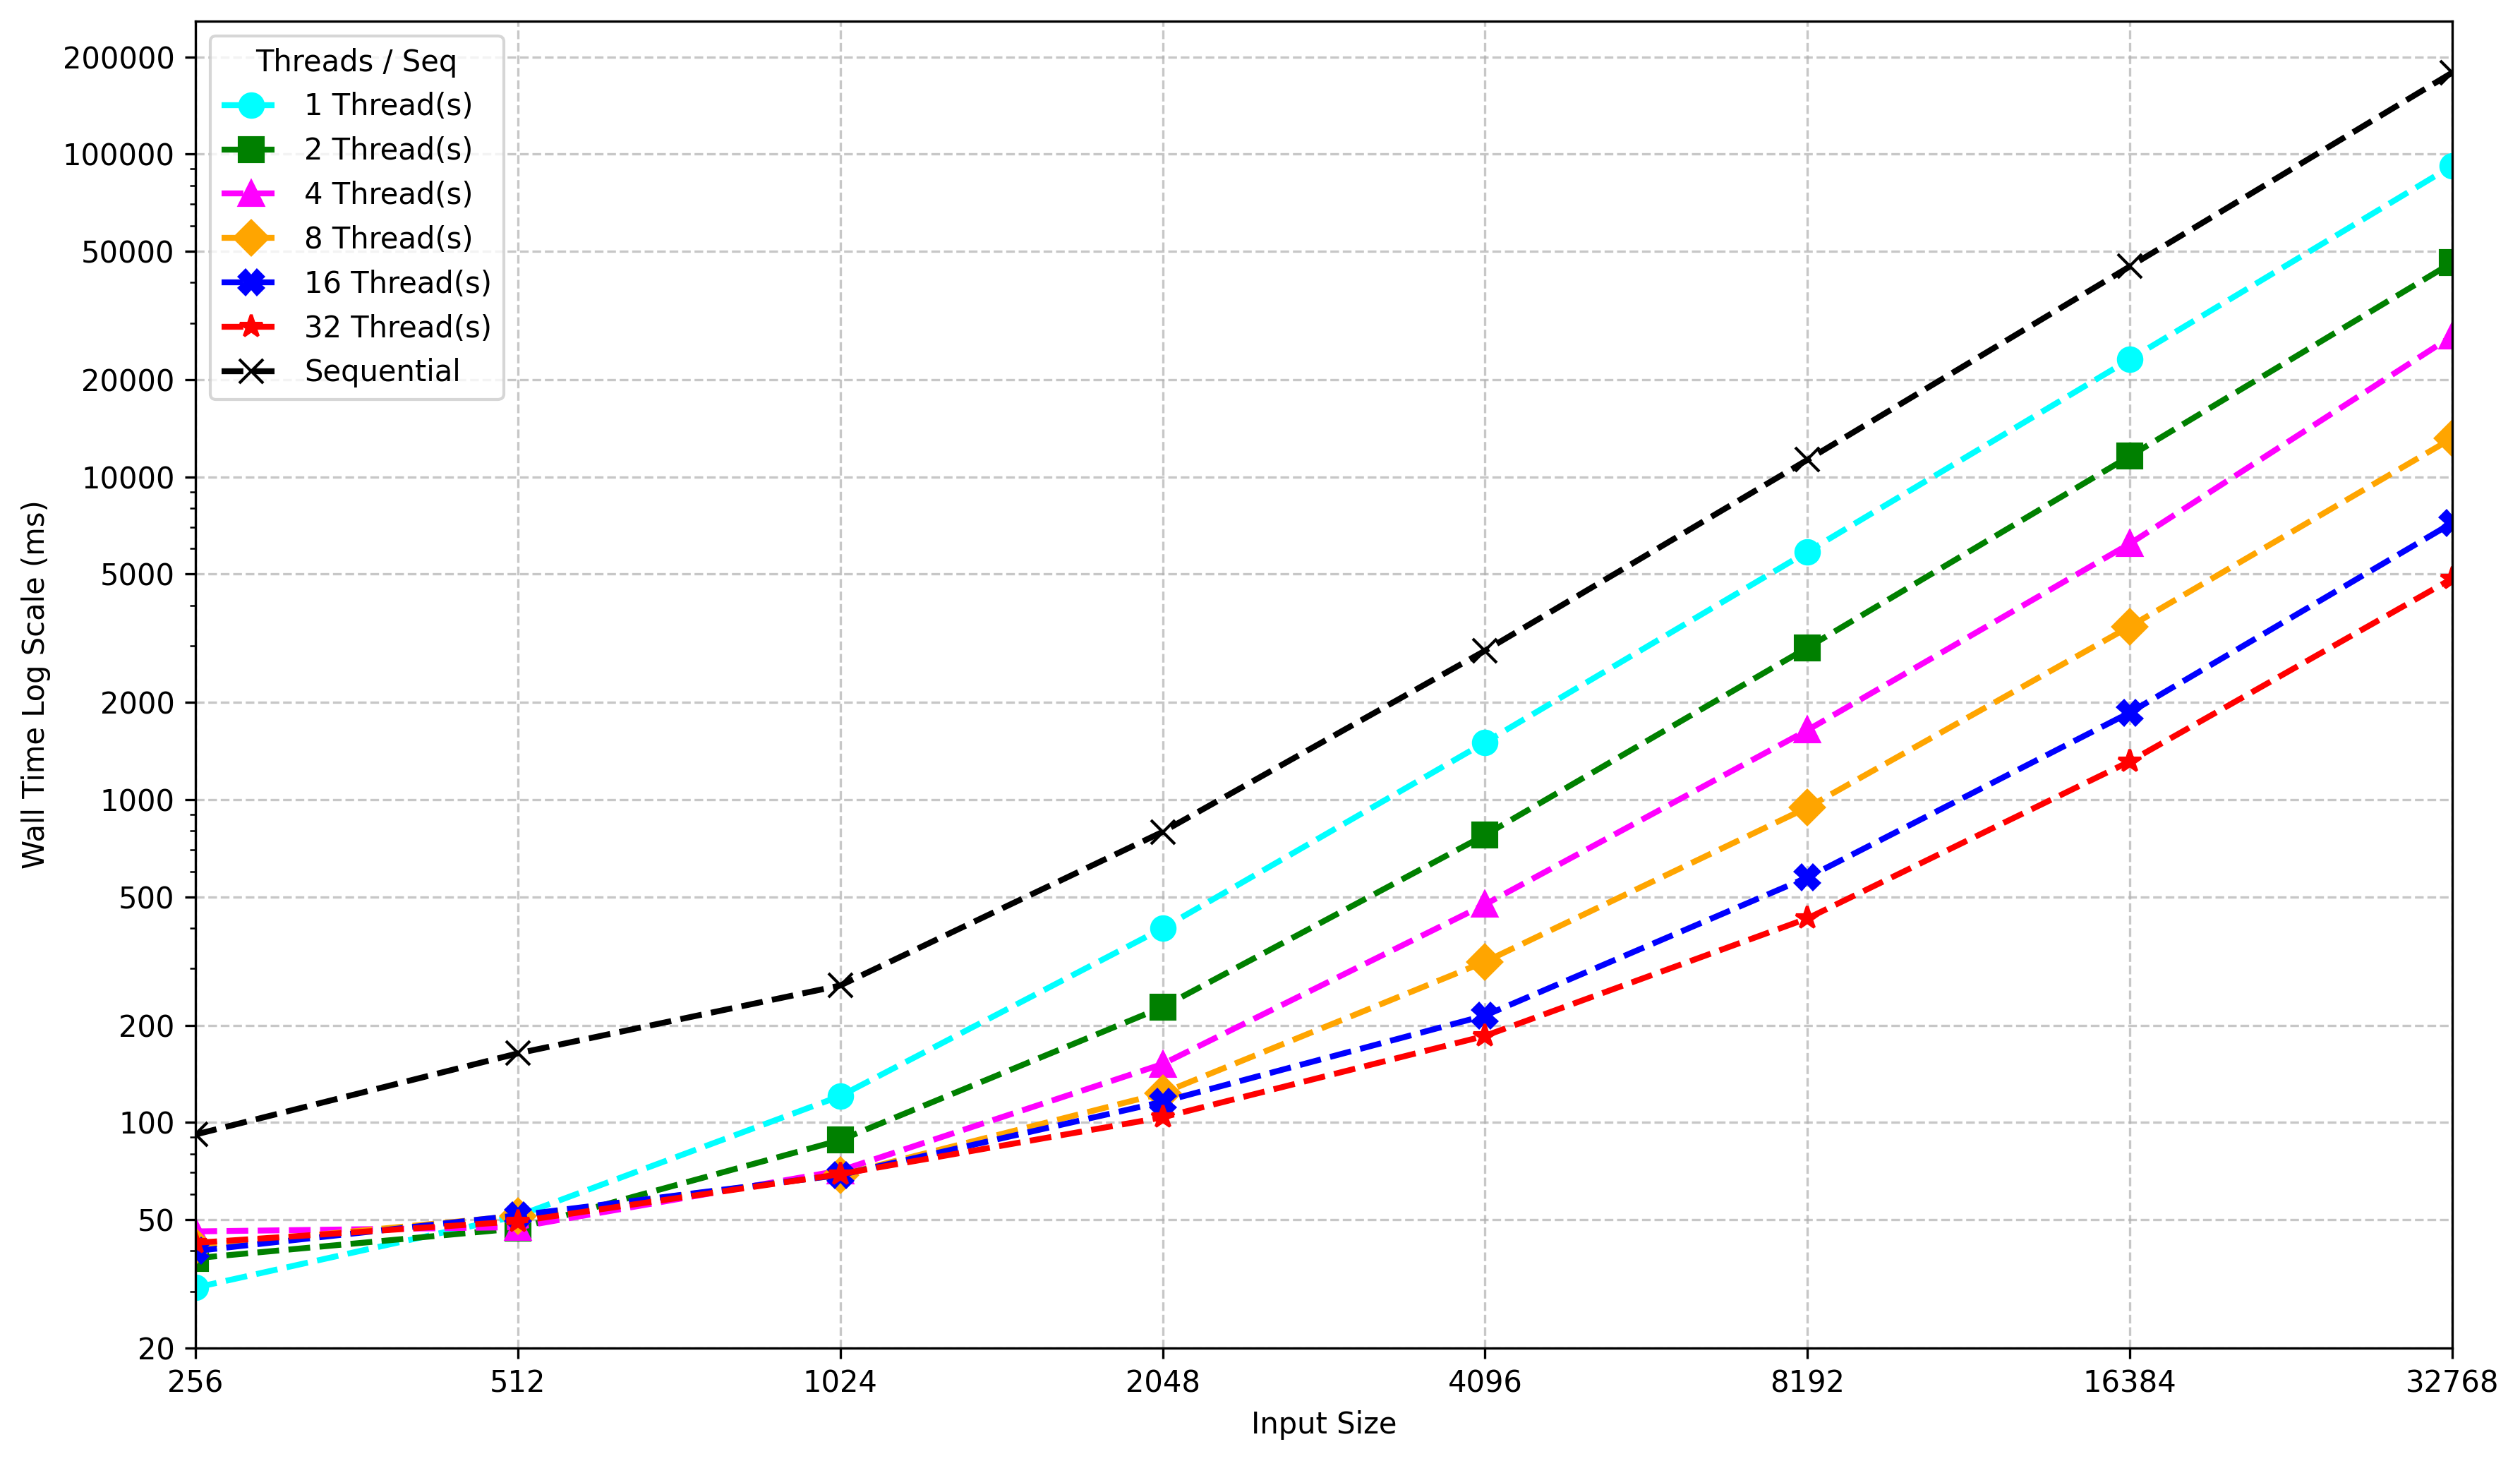 Threads / Seq
1 Thread(s)
2 Thread(s)
4 Thread(s)
8 Thread(s)
16 Thread(s)
32 Thread(s)
Sequential
Wall Time Log Scale (ms)
200000
100000
50000
20000
10000
5000
2000
1000
500
200
100
50
20
256 512 1024 2048 4096 8192 16384 32768
Input Size